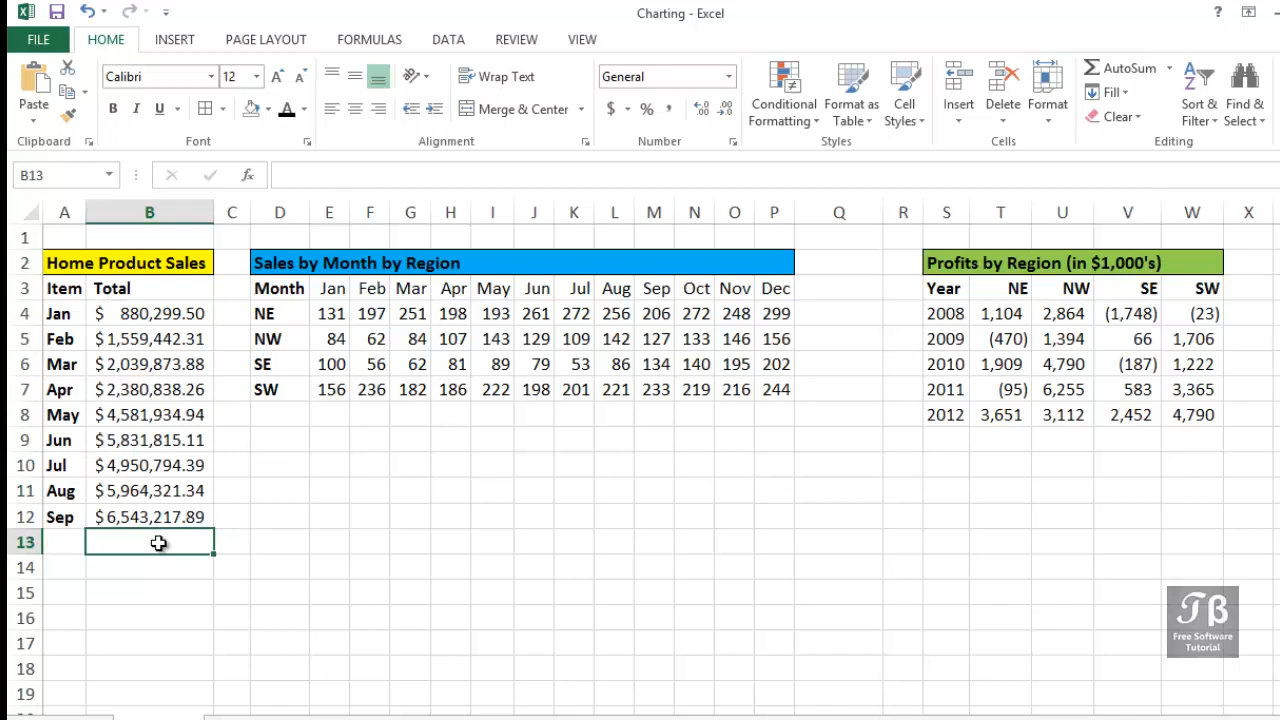 Charting - Excel
?
FILE HOME INSERT PAGE LAYOUT FORMULAS DATA REVIEW VIEW
Paste
Calibri 12 A A
B I U A
Wrap Text
Merge & Center
General
$ % ,
.0 .00
.00 .0
Conditional Formatting
Format as Table
Cell Styles
Insert Delete Format
AutoSum
Fill
Clear
Sort & Filter
Find & Select
Clipboard Font Alignment Number Styles Cells Editing
B13 fx
A B C D E F G H I J K L M N O P Q R S T U V W X
1
2 Home Product Sales Sales by Month by Region Profits by Region (in $1,000's)
3 Item Total Month Jan Feb Mar Apr May Jun Jul Aug Sep Oct Nov Dec Year NE NW SE SW
4 Jan $ 880,299.50 NE 131 197 251 198 193 261 272 256 206 272 248 299 2008 1,104 2,864 (1,748) (23)
5 Feb $1,559,442.31 NW 84 62 84 107 143 129 109 142 127 133 146 156 2009 (470) 1,394 66 1,706
6 Mar $2,039,873.88 SE 100 56 62 81 89 79 53 86 134 140 195 202 2010 1,909 4,790 (187) 1,222
7 Apr $2,380,838.26 SW 156 236 182 186 222 198 201 221 233 219 216 244 2011 (95) 6,255 583 3,365
8 May $4,581,934.94 2012 3,651 3,112 2,452 4,790
9 Jun $5,831,815.11
10 Jul $4,950,794.39
11 Aug $5,964,321.34
12 Sep $6,543,217.89
13
14
15
16
17
18
19
Free Software
Tutorial